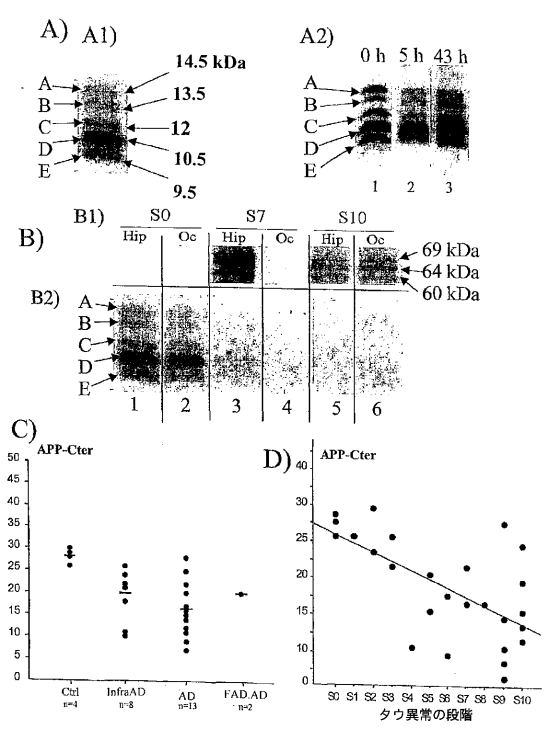 A) A1)
14.5 kDa
A
B
13.5
C
12
D
10.5
E
9.5
A2)
0 h 5 h 43 h
A
B
C
D
E
1 2 3
B)
B1) S0 S7 S10
Hip Oc Hip Oc Hip Oc
69 kDa
64 kDa
60 kDa
B2)
A
B
C
D
E
1 2 3 4 5 6
C)
APP-Cter
50
45
40
35
30
25
20
15
10
5
0
Ctrl InfraAD AD FAD.AD
n=4 n=8 n=13 n=2
D)
APP-Cter
40
30
25
20
15
10
0
S0 S1 S2 S3 S4 S5 S6 S7 S8 S9 S10
タウ異常の段階